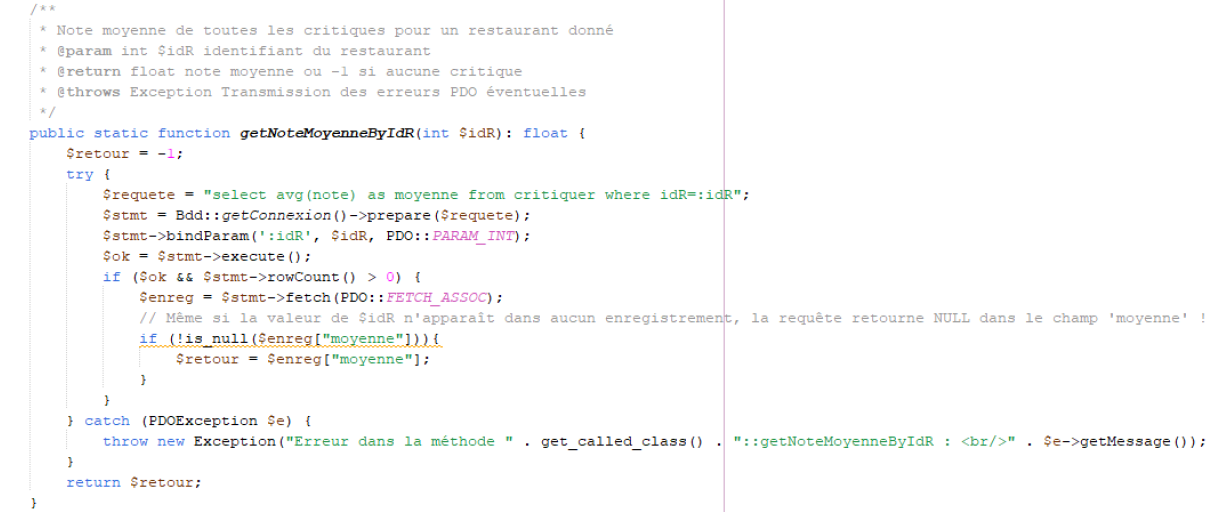 /**
 * Note moyenne de toutes les critiques pour un restaurant donné
 * @param int $idR identifiant du restaurant
 * @return float note moyenne ou -1 si aucune critique
 * @throws Exception Transmission des erreurs PDO éventuelles
 */
public static function getNoteMoyenneByIdR(int $idR): float {
    $retour = -1;
    try {
        $requete = "select avg(note) as moyenne from critiquer where idR=:idR";
        $stmt = Bdd::getConnexion()->prepare($requete);
        $stmt->bindParam(':idR', $idR, PDO::PARAM_INT);
        $ok = $stmt->execute();
        if ($ok && $stmt->rowCount() > 0) {
            $enreg = $stmt->fetch(PDO::FETCH_ASSOC);
            // Même si la valeur de $idR n'apparaît dans aucun enregistrement, la requête retourne NULL dans le champ 'moyenne' !
            if (!is_null($enreg["moyenne"])){
                $retour = $enreg["moyenne"];
            }
        }
    } catch (PDOException $e) {
        throw new Exception("Erreur dans la méthode " . get_called_class() . "::getNoteMoyenneByIdR : <br/>" . $e->getMessage());
    }
    return $retour;
}